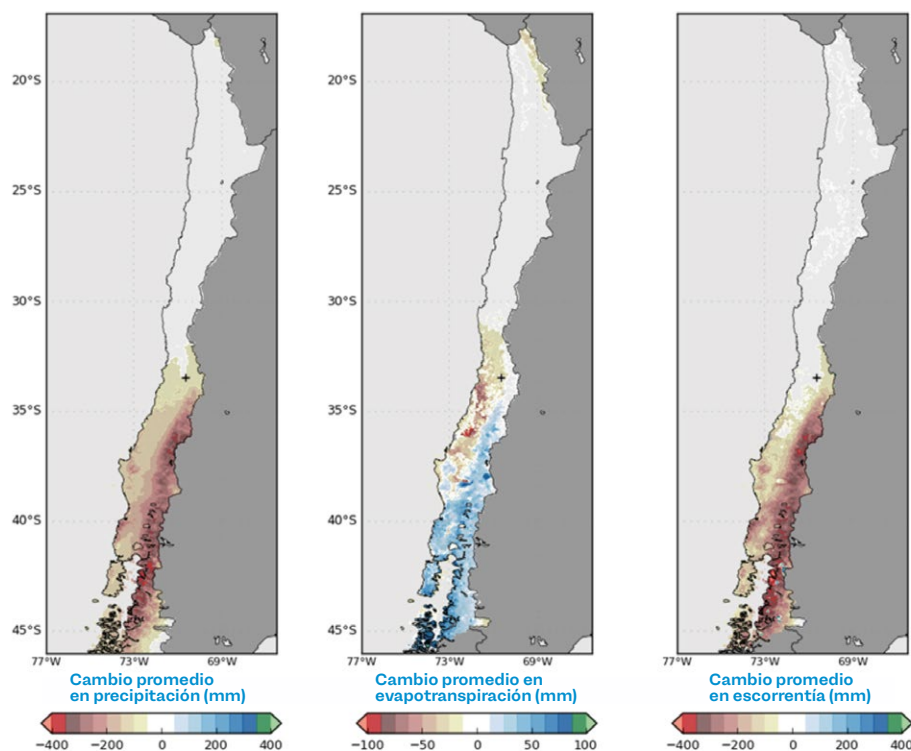 20°S 20°S 20°S
25°S 25°S 25°S
30°S 30°S 30°S
35°S 35°S 35°S
40°S 40°S 40°S
45°S 45°S 45°S
77°W 73°W 69°W 77°W 73°W 69°W 77°W 73°W 69°W
Cambio promedio
en precipitación (mm)
−400 −200 0 200 400
Cambio promedio en
evapotranspiración (mm)
−100 −50 0 50 100
Cambio promedio
en escorrentía (mm)
−400 −200 0 200 400